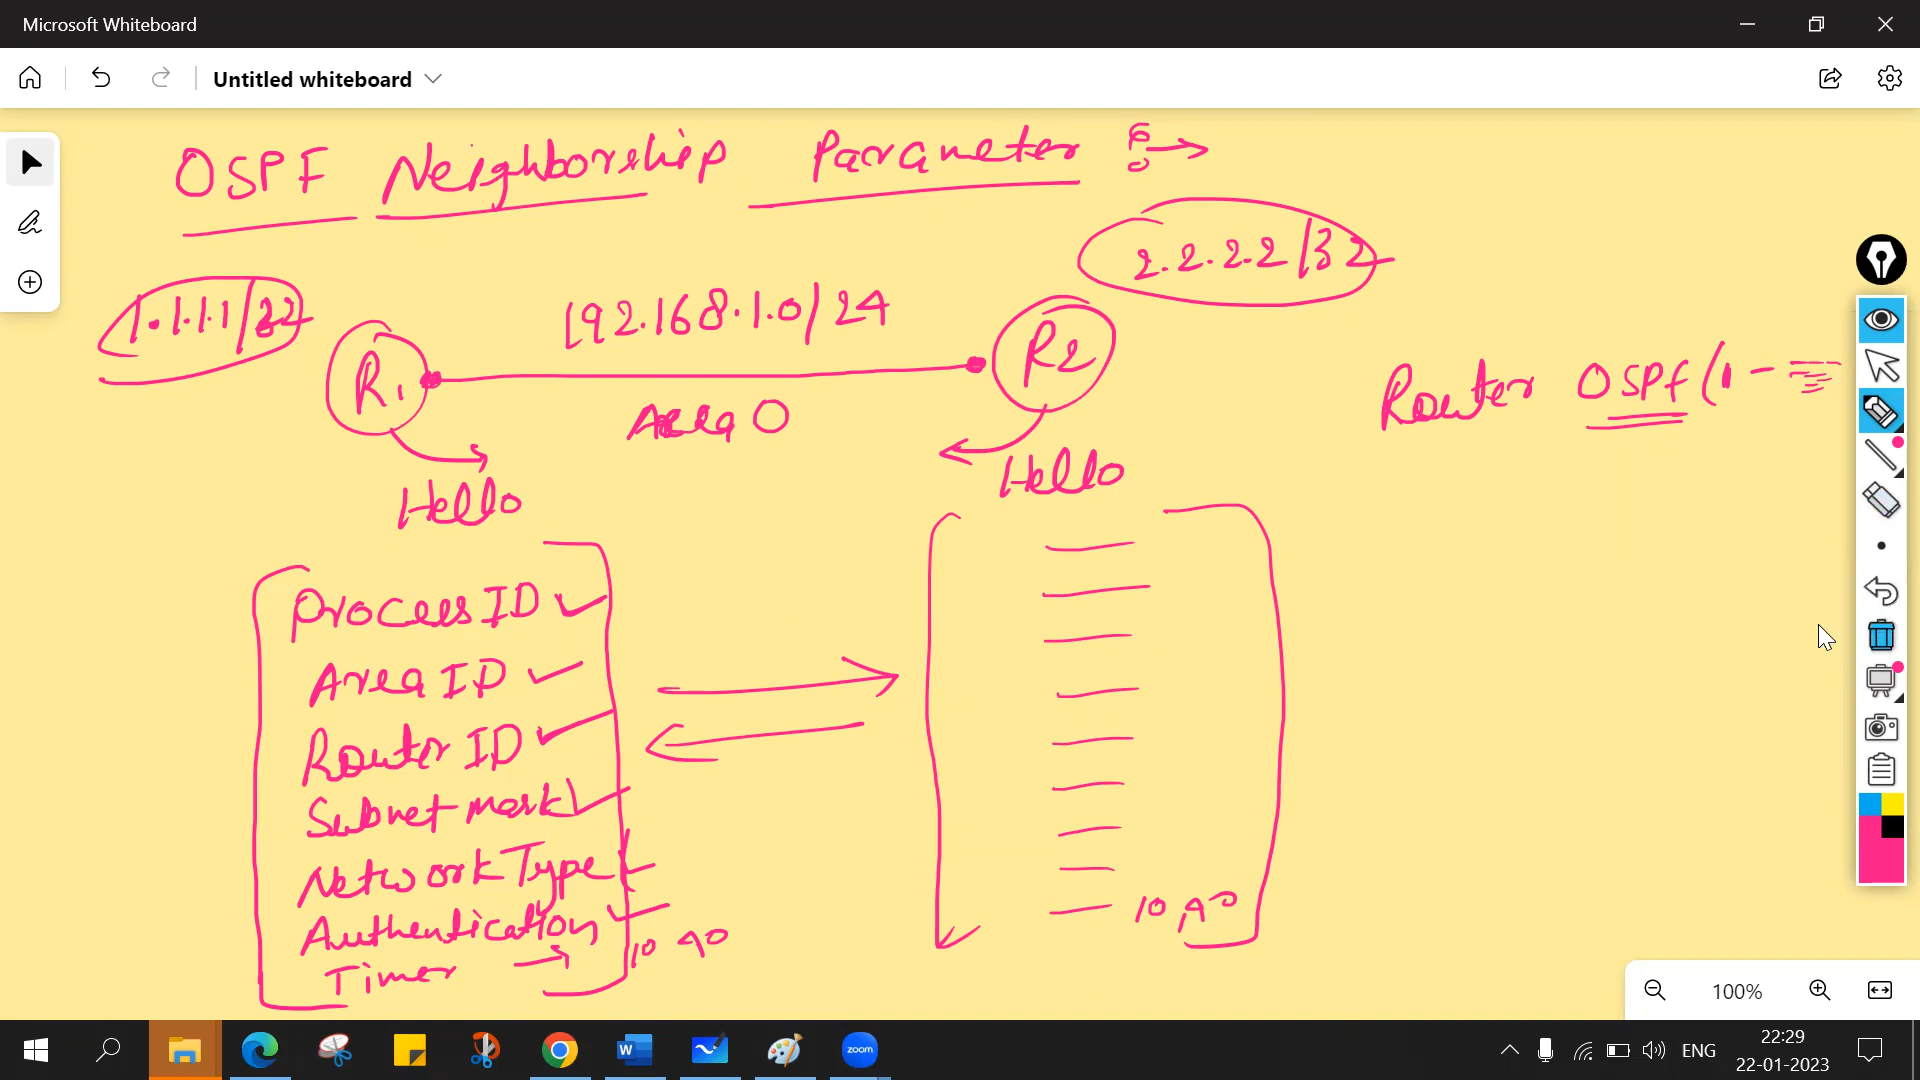 Microsoft Whiteboard
Untitled whiteboard
OSPF Neighborship Parameter
2.2.2.2/32
1.1.1.1/32
192.168.1.0/24
R1
R2
Area 0
Router OSPF (1 -
Hello
Hello
Process ID
Area ID
Router ID
Subnet mask
Network Type
Authentication
Timer → 10 40
10 40
100%
W
zoom
ENG
22:29
22-01-2023